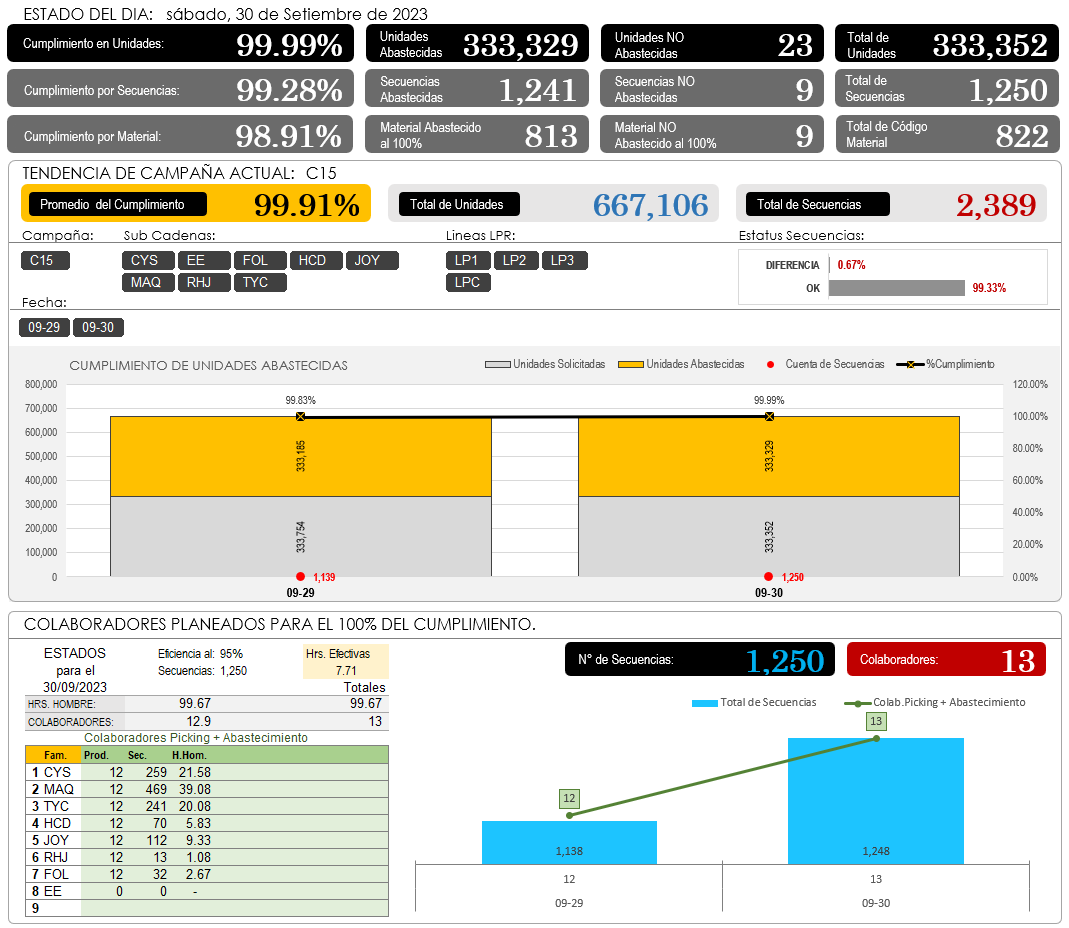 ESTADO DEL DIA: sábado, 30 de Setiembre de 2023
Cumplimiento en Unidades: 99.99% Unidades Abastecidas 333,329 Unidades NO Abastecidas 23 Total de Unidades 333,352
Cumplimiento por Secuencias: 99.28% Secuencias Abastecidas 1,241 Secuencias NO Abastecidas 9 Total de Secuencias 1,250
Cumplimiento por Material: 98.91% Material Abastecido al 100% 813 Material NO Abastecido al 100% 9 Total de Código Material 822
TENDENCIA DE CAMPAÑA ACTUAL: C15
Promedio del Cumplimiento 99.91% Total de Unidades 667,106 Total de Secuencias 2,389
Campaña: Sub Cadenas: Lineas LPR: Estatus Secuencias:
C15 CYS EE FOL HCD JOY LP1 LP2 LP3
MAQ RHJ TYC LPC
DIFERENCIA 0.67%
OK 99.33%
Fecha:
09-29 09-30
CUMPLIMIENTO DE UNIDADES ABASTECIDAS Unidades Solicitadas Unidades Abastecidas Cuenta de Secuencias %Cumplimiento
800,000 120.00%
700,000 99.83% 99.99% 100.00%
600,000 80.00%
500,000 333,185 333,329 60.00%
400,000
300,000 40.00%
200,000 333,754 333,352 20.00%
100,000
0 1,139 1,250 0.00%
09-29 09-30
COLABORADORES PLANEADOS PARA EL 100% DEL CUMPLIMIENTO.
ESTADOS Eficiencia al: 95% Hrs. Efectivas
para el Secuencias: 1,250 7.71
30/09/2023 Totales
HRS. HOMBRE: 99.67 99.67
COLABORADORES: 12.9 13
Colaboradores Picking + Abastecimiento
Fam. Prod. Sec. H.Hom.
1 CYS 12 259 21.58
2 MAQ 12 469 39.08
3 TYC 12 241 20.08
4 HCD 12 70 5.83
5 JOY 12 112 9.33
6 RHJ 12 13 1.08
7 FOL 12 32 2.67
8 EE 0 0 -
9
N° de Secuencias: 1,250 Colaboradores: 13
Total de Secuencias Colab.Picking + Abastecimiento
13
12
1,138 1,248
12 13
09-29 09-30